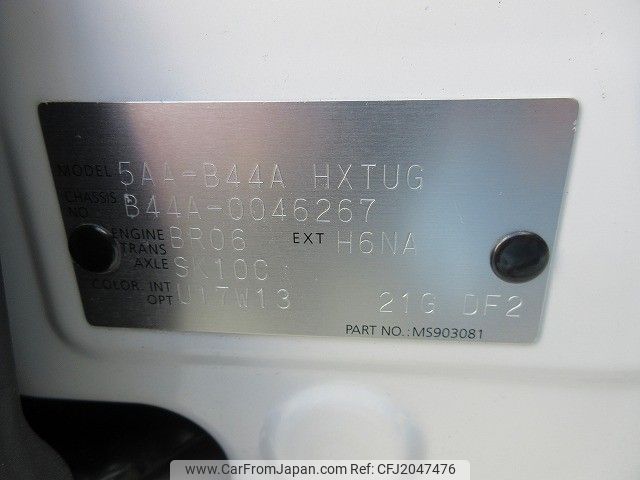 MODEL 5AA-B44A HXTUG
CHASSIS NO. B44A-0046267
ENGINE BR06 EXT H6NA
TRANS AXLE SK10C
COLOR. INT OPT U17W13 21G DF2
PART NO.: MS903081
www.CarFromJapan.com | REF No. CFJ2047476